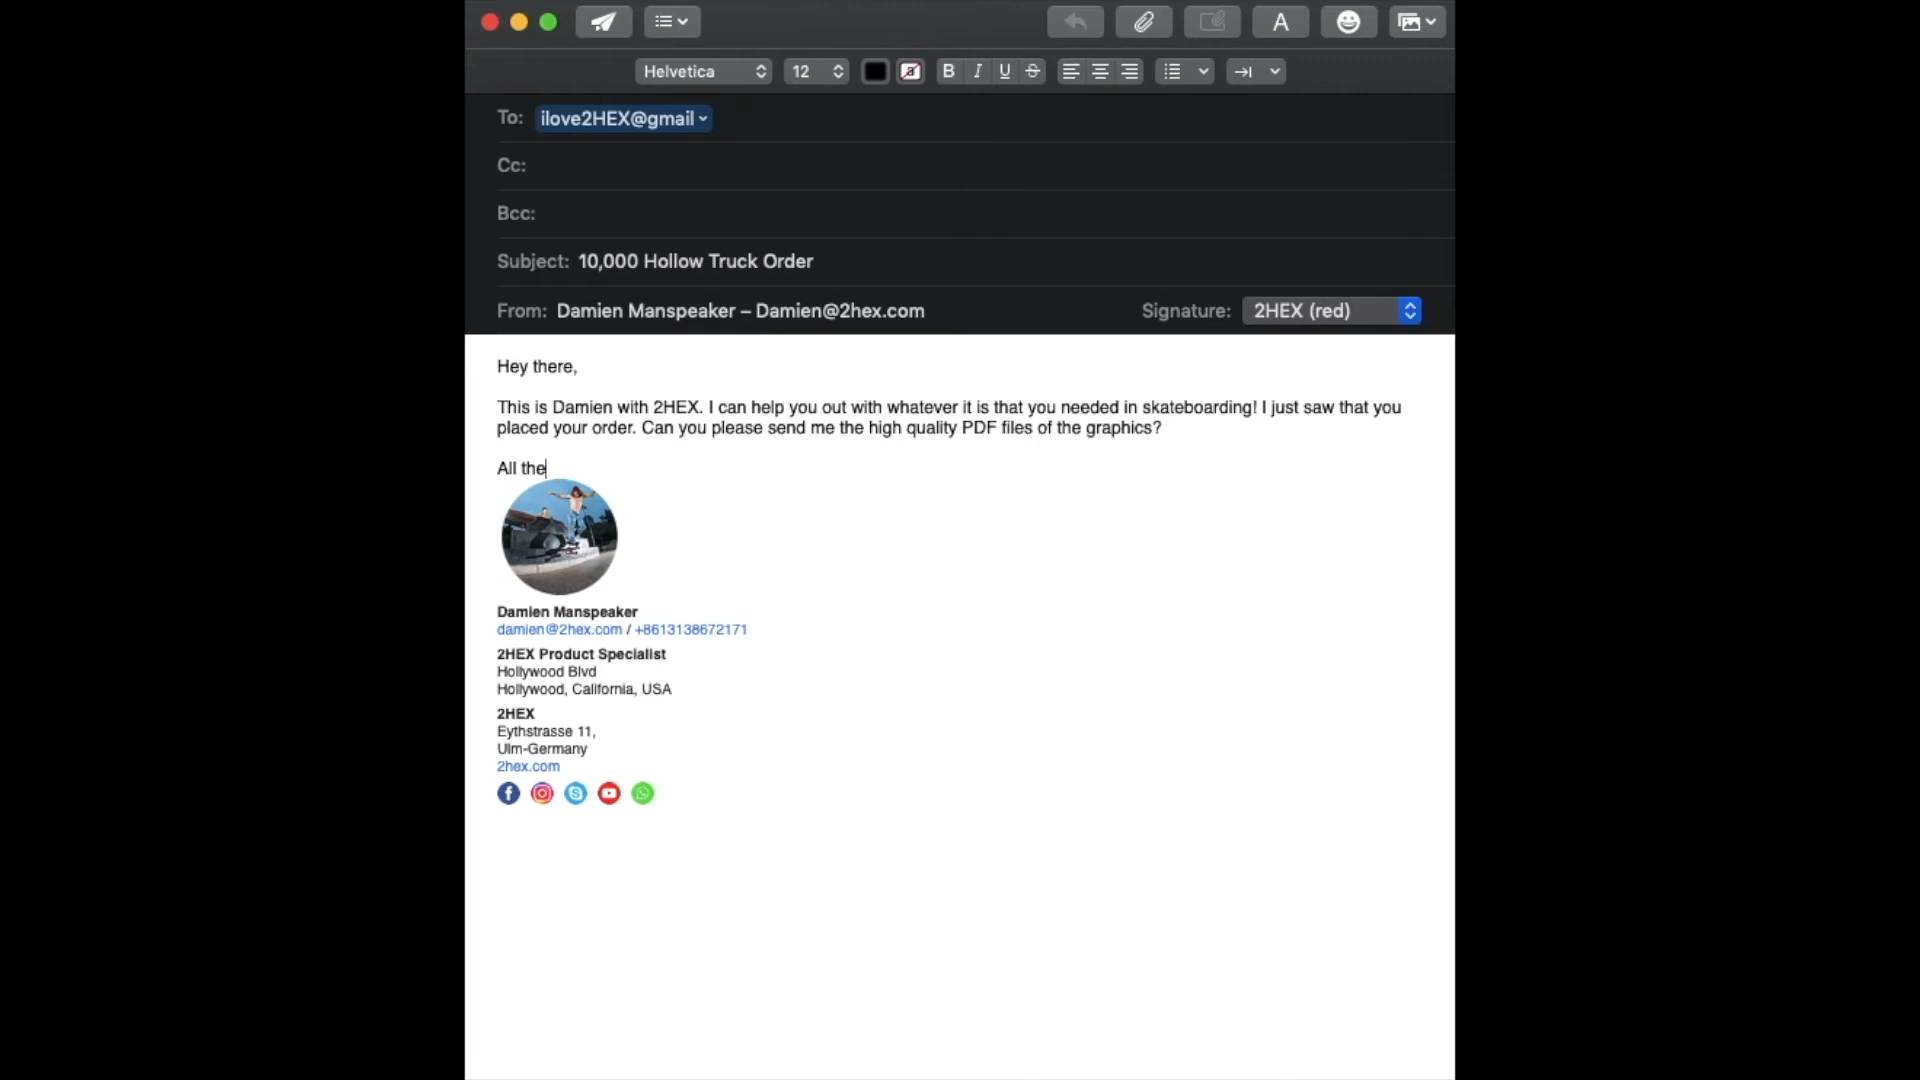 Helvetica 12 B I U S
To: ilove2HEX@gmail
Cc:
Bcc:
Subject: 10,000 Hollow Truck Order
From: Damien Manspeaker – Damien@2hex.com Signature: 2HEX (red)
Hey there,
This is Damien with 2HEX. I can help you out with whatever it is that you needed in skateboarding! I just saw that you
placed your order. Can you please send me the high quality PDF files of the graphics?
All the
Damien Manspeaker
damien@2hex.com / +8613138672171
2HEX Product Specialist
Hollywood Blvd
Hollywood, California, USA
2HEX
Eythstrasse 11,
Ulm-Germany
2hex.com